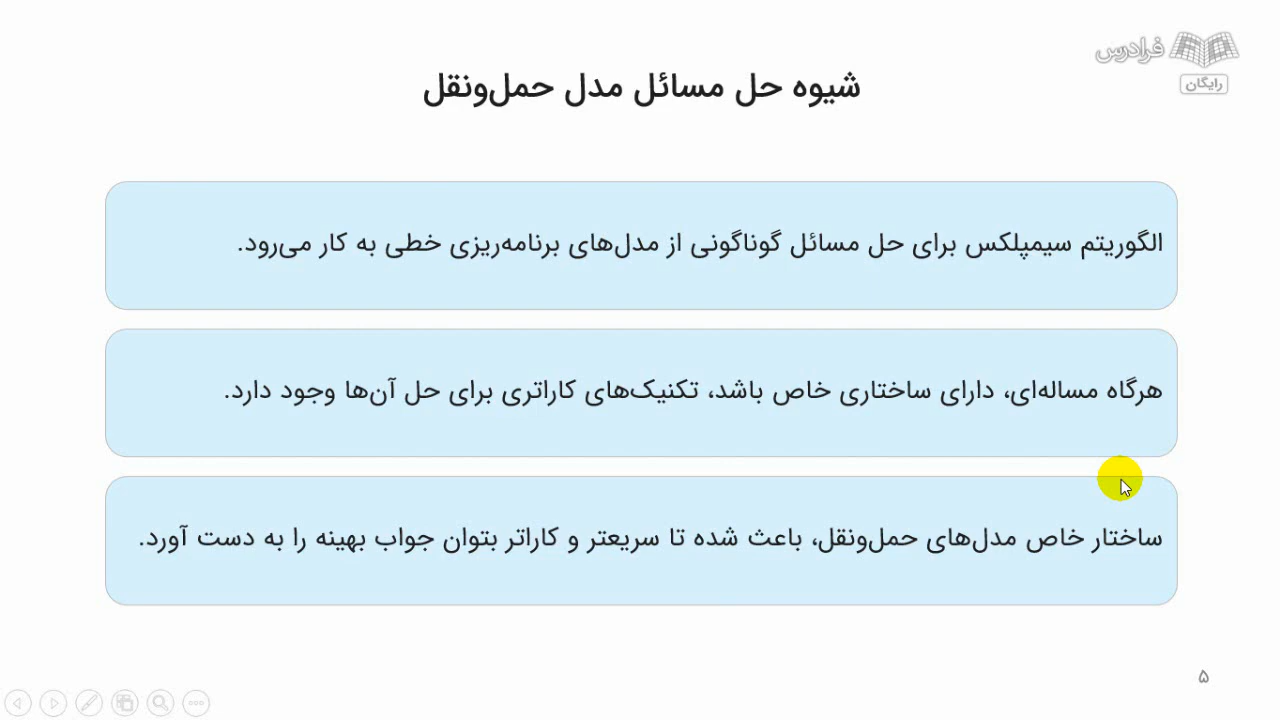 فرادرس
رایگان
شیوه حل مسائل مدل حمل‌ونقل
الگوریتم سیمپلکس برای حل مسائل گوناگونی از مدل‌های برنامه‌ریزی خطی به کار می‌رود.
هرگاه مساله‌ای، دارای ساختاری خاص باشد، تکنیک‌های کاراتری برای حل آن‌ها وجود دارد.
ساختار خاص مدل‌های حمل‌ونقل، باعث شده تا سریعتر و کاراتر بتوان جواب بهینه را به دست آورد.
۵